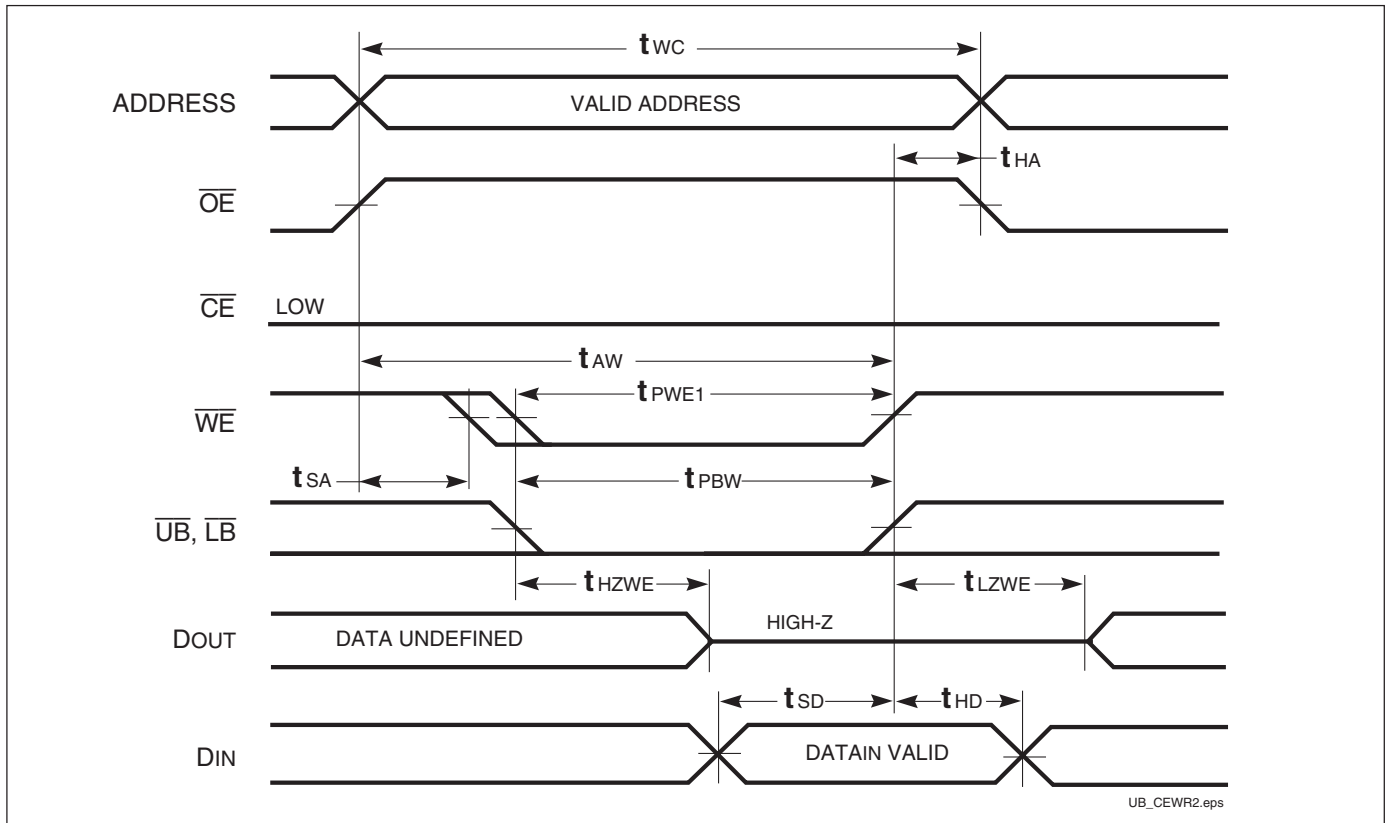 tWC
ADDRESS
VALID ADDRESS
tHA
OE
CE
LOW
tAW
tPWE1
WE
tSA
tPBW
UB, LB
tHZWE
tLZWE
DOUT
DATA UNDEFINED
HIGH-Z
tSD
tHD
DIN
DATAIN VALID
UB_CEWR2.eps